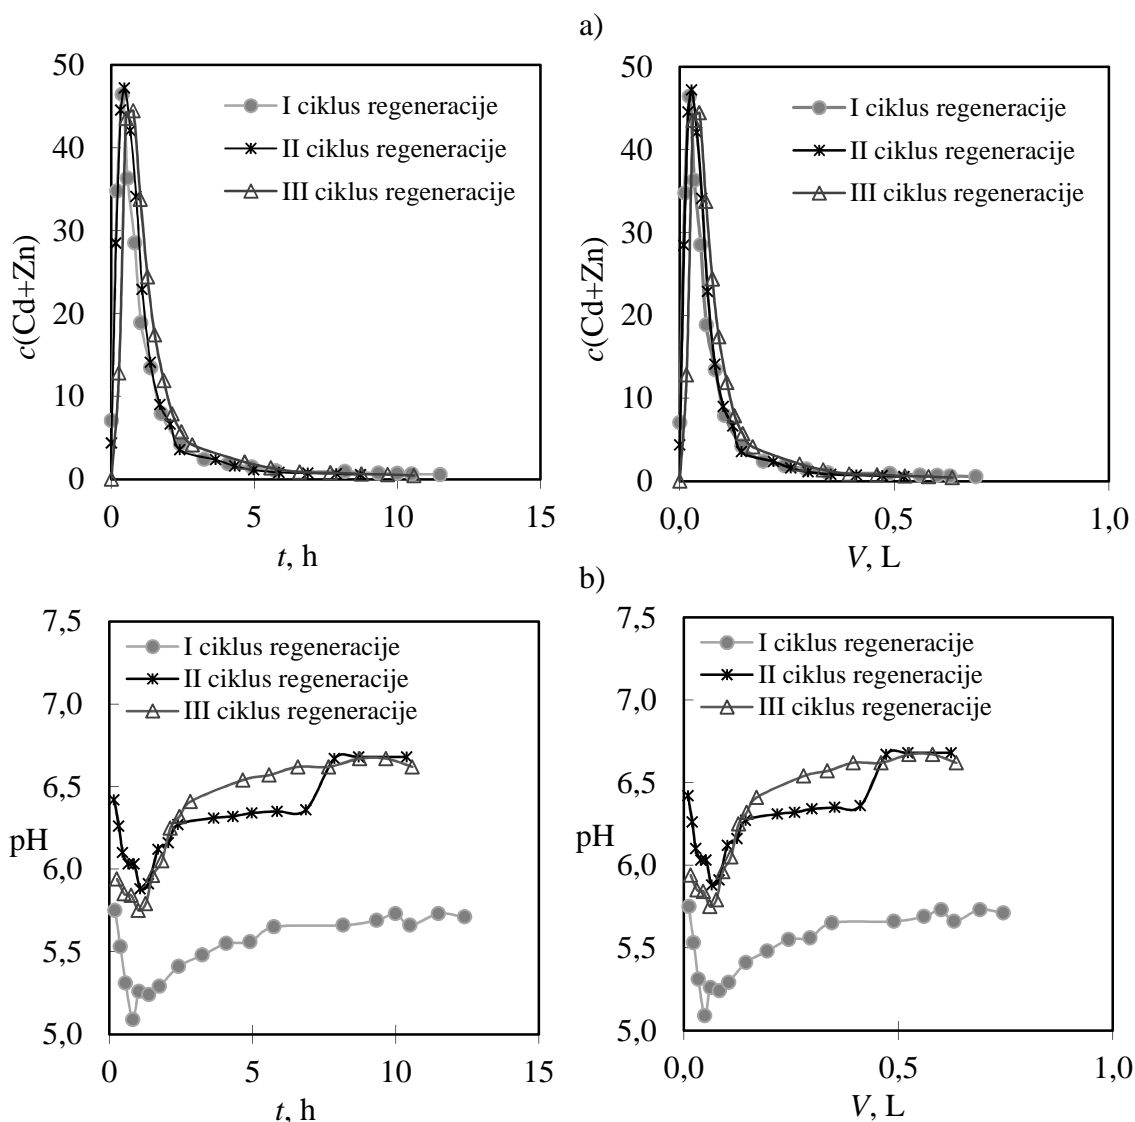 a)
50
40
30
20
10
0
c(Cd+Zn)
I ciklus regeneracije
II ciklus regeneracije
III ciklus regeneracije
0 5 10 15
t, h
50
40
30
20
10
0
c(Cd+Zn)
I ciklus regeneracije
II ciklus regeneracije
III ciklus regeneracije
0,0 0,5 1,0
V, L
b)
7,5
7,0
6,5
6,0
5,5
5,0
pH
I ciklus regeneracije
II ciklus regeneracije
III ciklus regeneracije
0 5 10 15
t, h
7,5
7,0
6,5
6,0
5,5
5,0
pH
I ciklus regeneracije
II ciklus regeneracije
III ciklus regeneracije
0,0 0,5 1,0
V, L